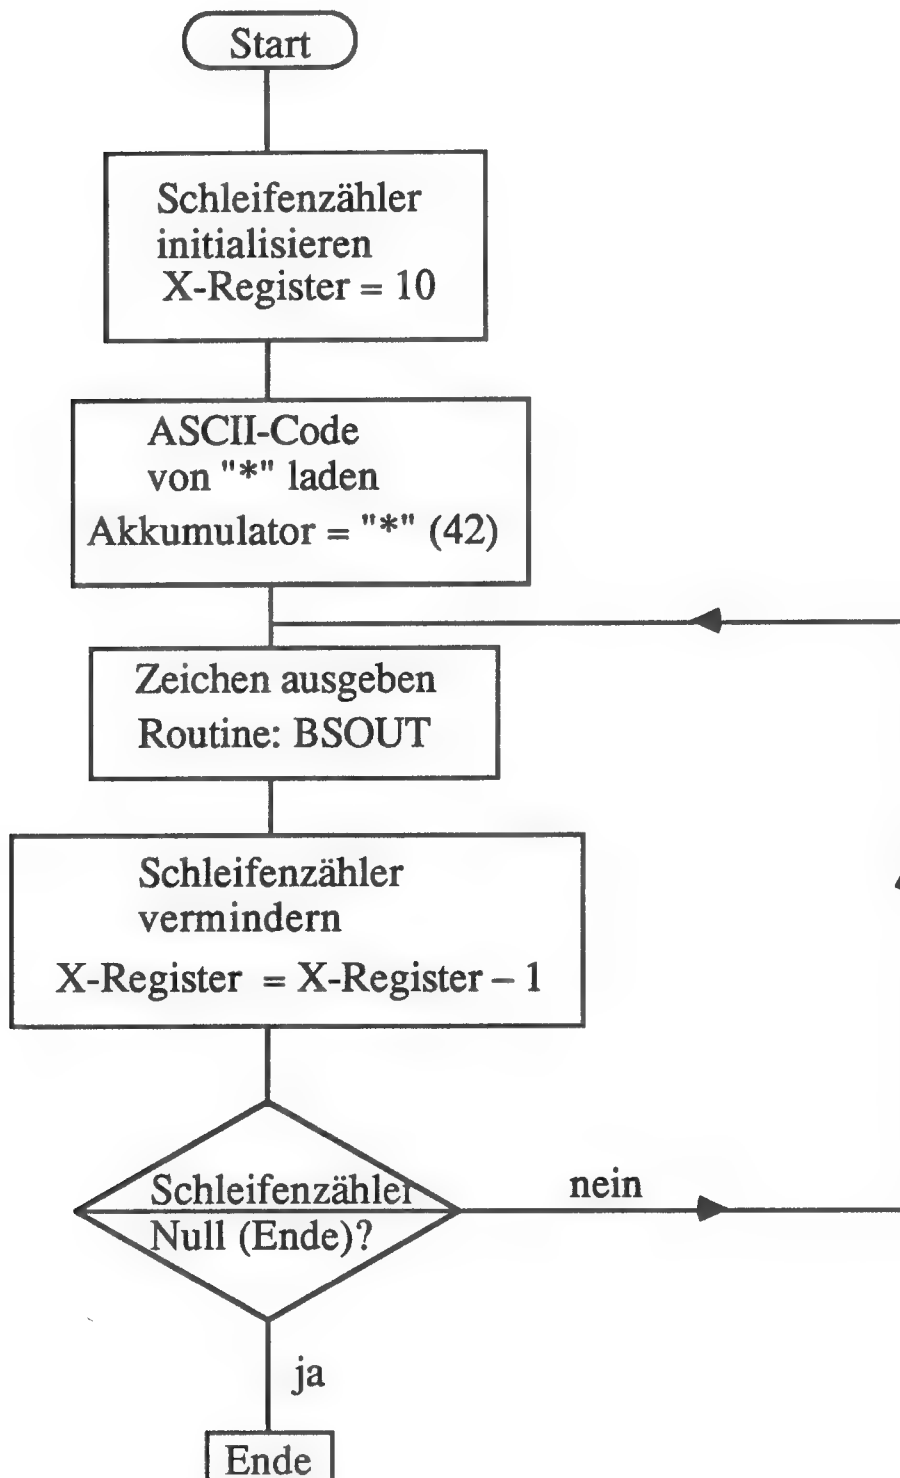 Start
Schleifenzähler
initialisieren
X-Register = 10
ASCII-Code
von "*" laden
Akkumulator = "*" (42)
Zeichen ausgeben
Routine: BSOUT
Schleifenzähler
vermindern
X-Register = X-Register – 1
Schleifenzähler
Null (Ende)?
nein
ja
Ende